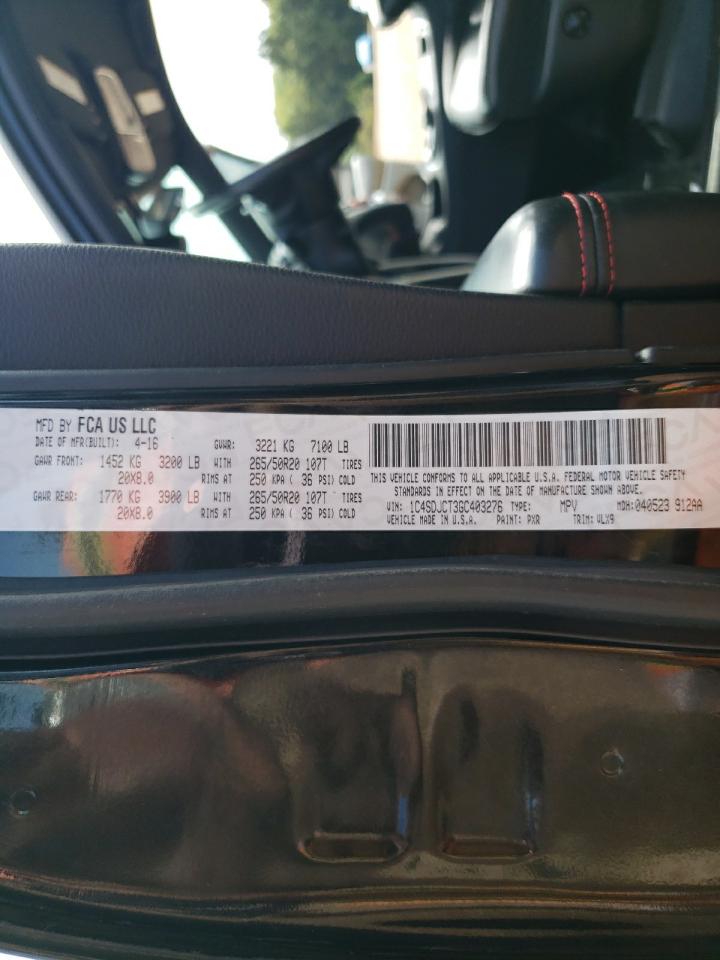 MFD BY FCA US LLC
DATE OF MFR(BUILT): 4-16 GVWR: 3221 KG 7100 LB
GAWR FRONT: 1452 KG 3200 LB WITH 265/50R20 107T TIRES
20X8.0 RIMS AT 250 KPA ( 36 PSI) COLD
GAWR REAR: 1770 KG 3900 LB WITH 265/50R20 107T TIRES
20X8.0 RIMS AT 250 KPA ( 36 PSI) COLD
THIS VEHICLE CONFORMS TO ALL APPLICABLE U.S.A. FEDERAL MOTOR VEHICLE SAFETY
STANDARDS IN EFFECT ON THE DATE OF MANUFACTURE SHOWN ABOVE.
VIN: 1C4SDJCT3GC403276 TYPE: MPV MDH: 040523 912AA
VEHICLE MADE IN U.S.A. PAINT: PXR TRIM: VLX9